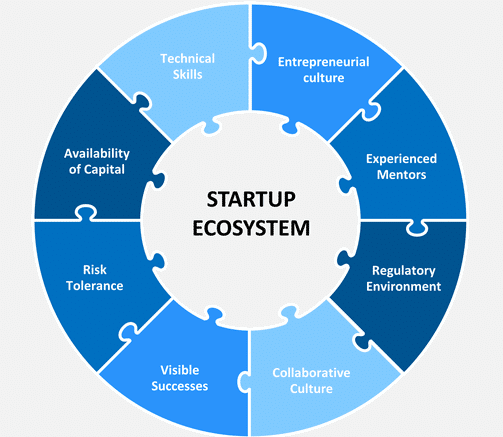 STARTUP
ECOSYSTEM
Entrepreneurial
culture
Experienced
Mentors
Regulatory
Environment
Collaborative
Culture
Visible
Successes
Risk
Tolerance
Availability
of Capital
Technical
Skills